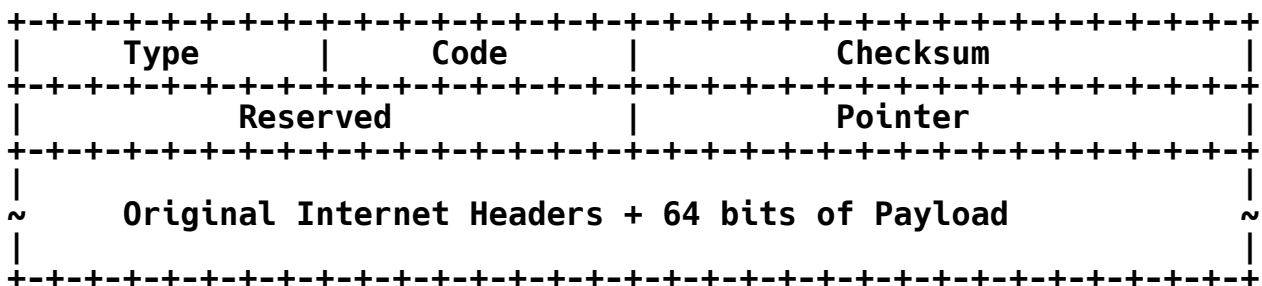 +-+-+-+-+-+-+-+-+-+-+-+-+-+-+-+-+-+-+-+-+-+-+-+-+-+-+-+-+-+-+-+-+
|     Type      |     Code      |          Checksum             |
+-+-+-+-+-+-+-+-+-+-+-+-+-+-+-+-+-+-+-+-+-+-+-+-+-+-+-+-+-+-+-+-+
|           Reserved            |          Pointer              |
+-+-+-+-+-+-+-+-+-+-+-+-+-+-+-+-+-+-+-+-+-+-+-+-+-+-+-+-+-+-+-+-+
|                                                               |
~     Original Internet Headers + 64 bits of Payload            ~
|                                                               |
+-+-+-+-+-+-+-+-+-+-+-+-+-+-+-+-+-+-+-+-+-+-+-+-+-+-+-+-+-+-+-+-+